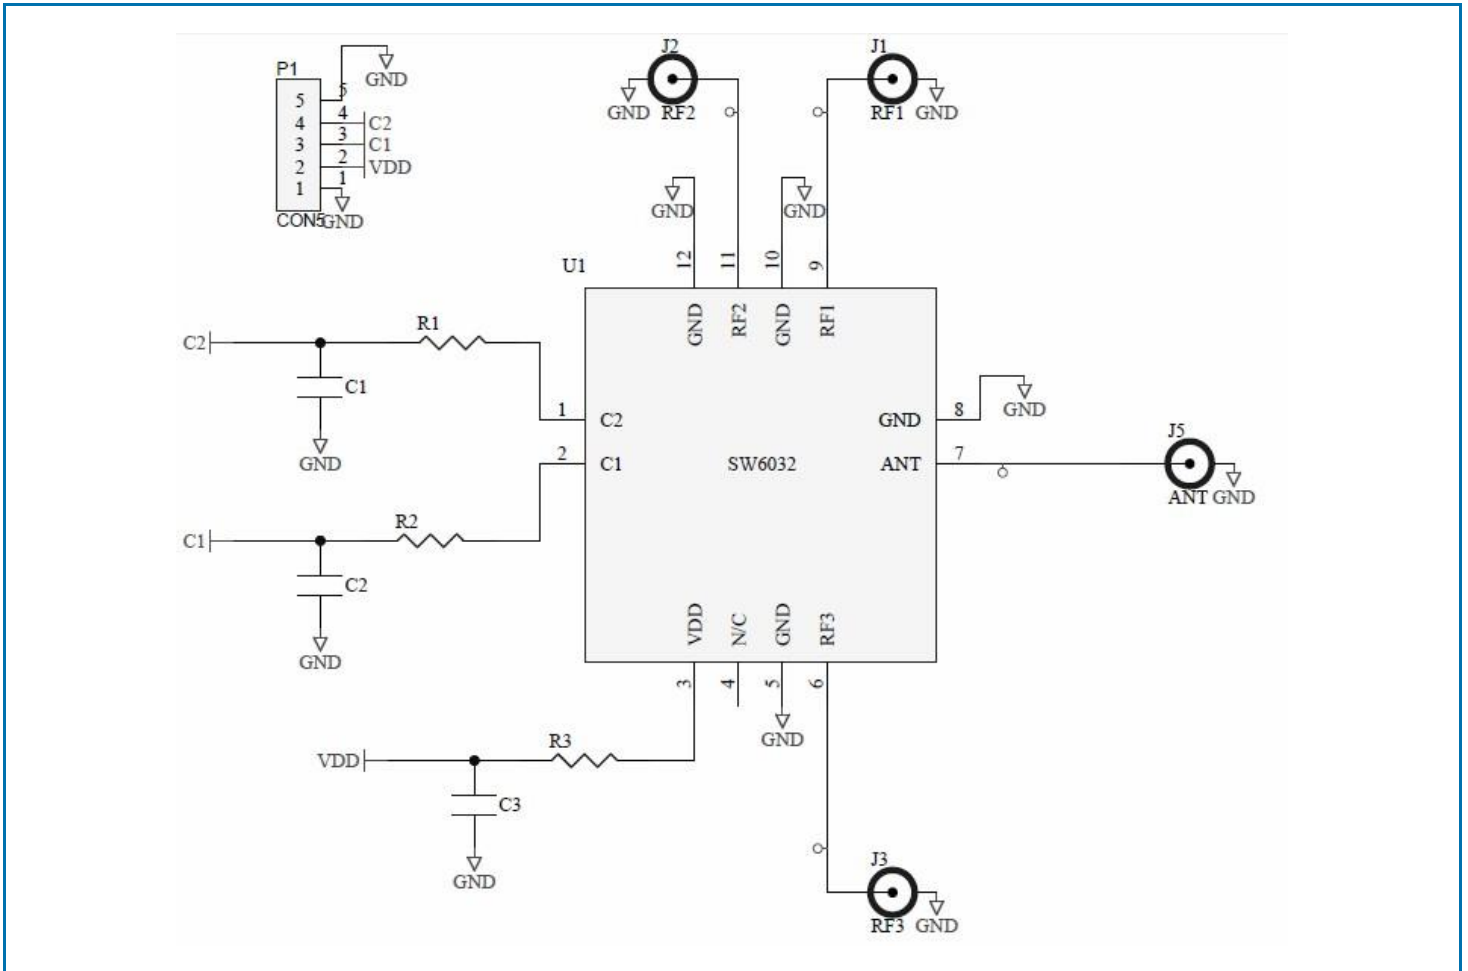 J2
J1
P1
GND
5
5
4
4
C2
3
3
C1
2
2
VDD
1
1
CON5
GND
GND
RF2
RF1
GND
GND
GND
12
11
10
9
U1
GND
RF2
GND
RF1
C2
R1
C1
GND
1
C2
2
C1
SW6032
GND
8
GND
ANT
7
J5
ANT
GND
C1
R2
C2
GND
VDD
N/C
GND
RF3
3
4
5
6
GND
VDD
R3
C3
GND
J3
RF3
GND